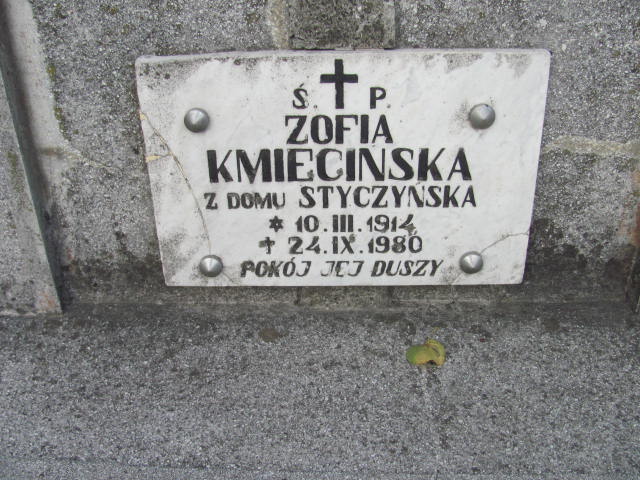 Ś. P.
ZOFIA
KMIECIŃSKA
Z DOMU STYCZYŃSKA
* 10.III.1914
✝ 24.IX.1980
POKÓJ JEJ DUSZY